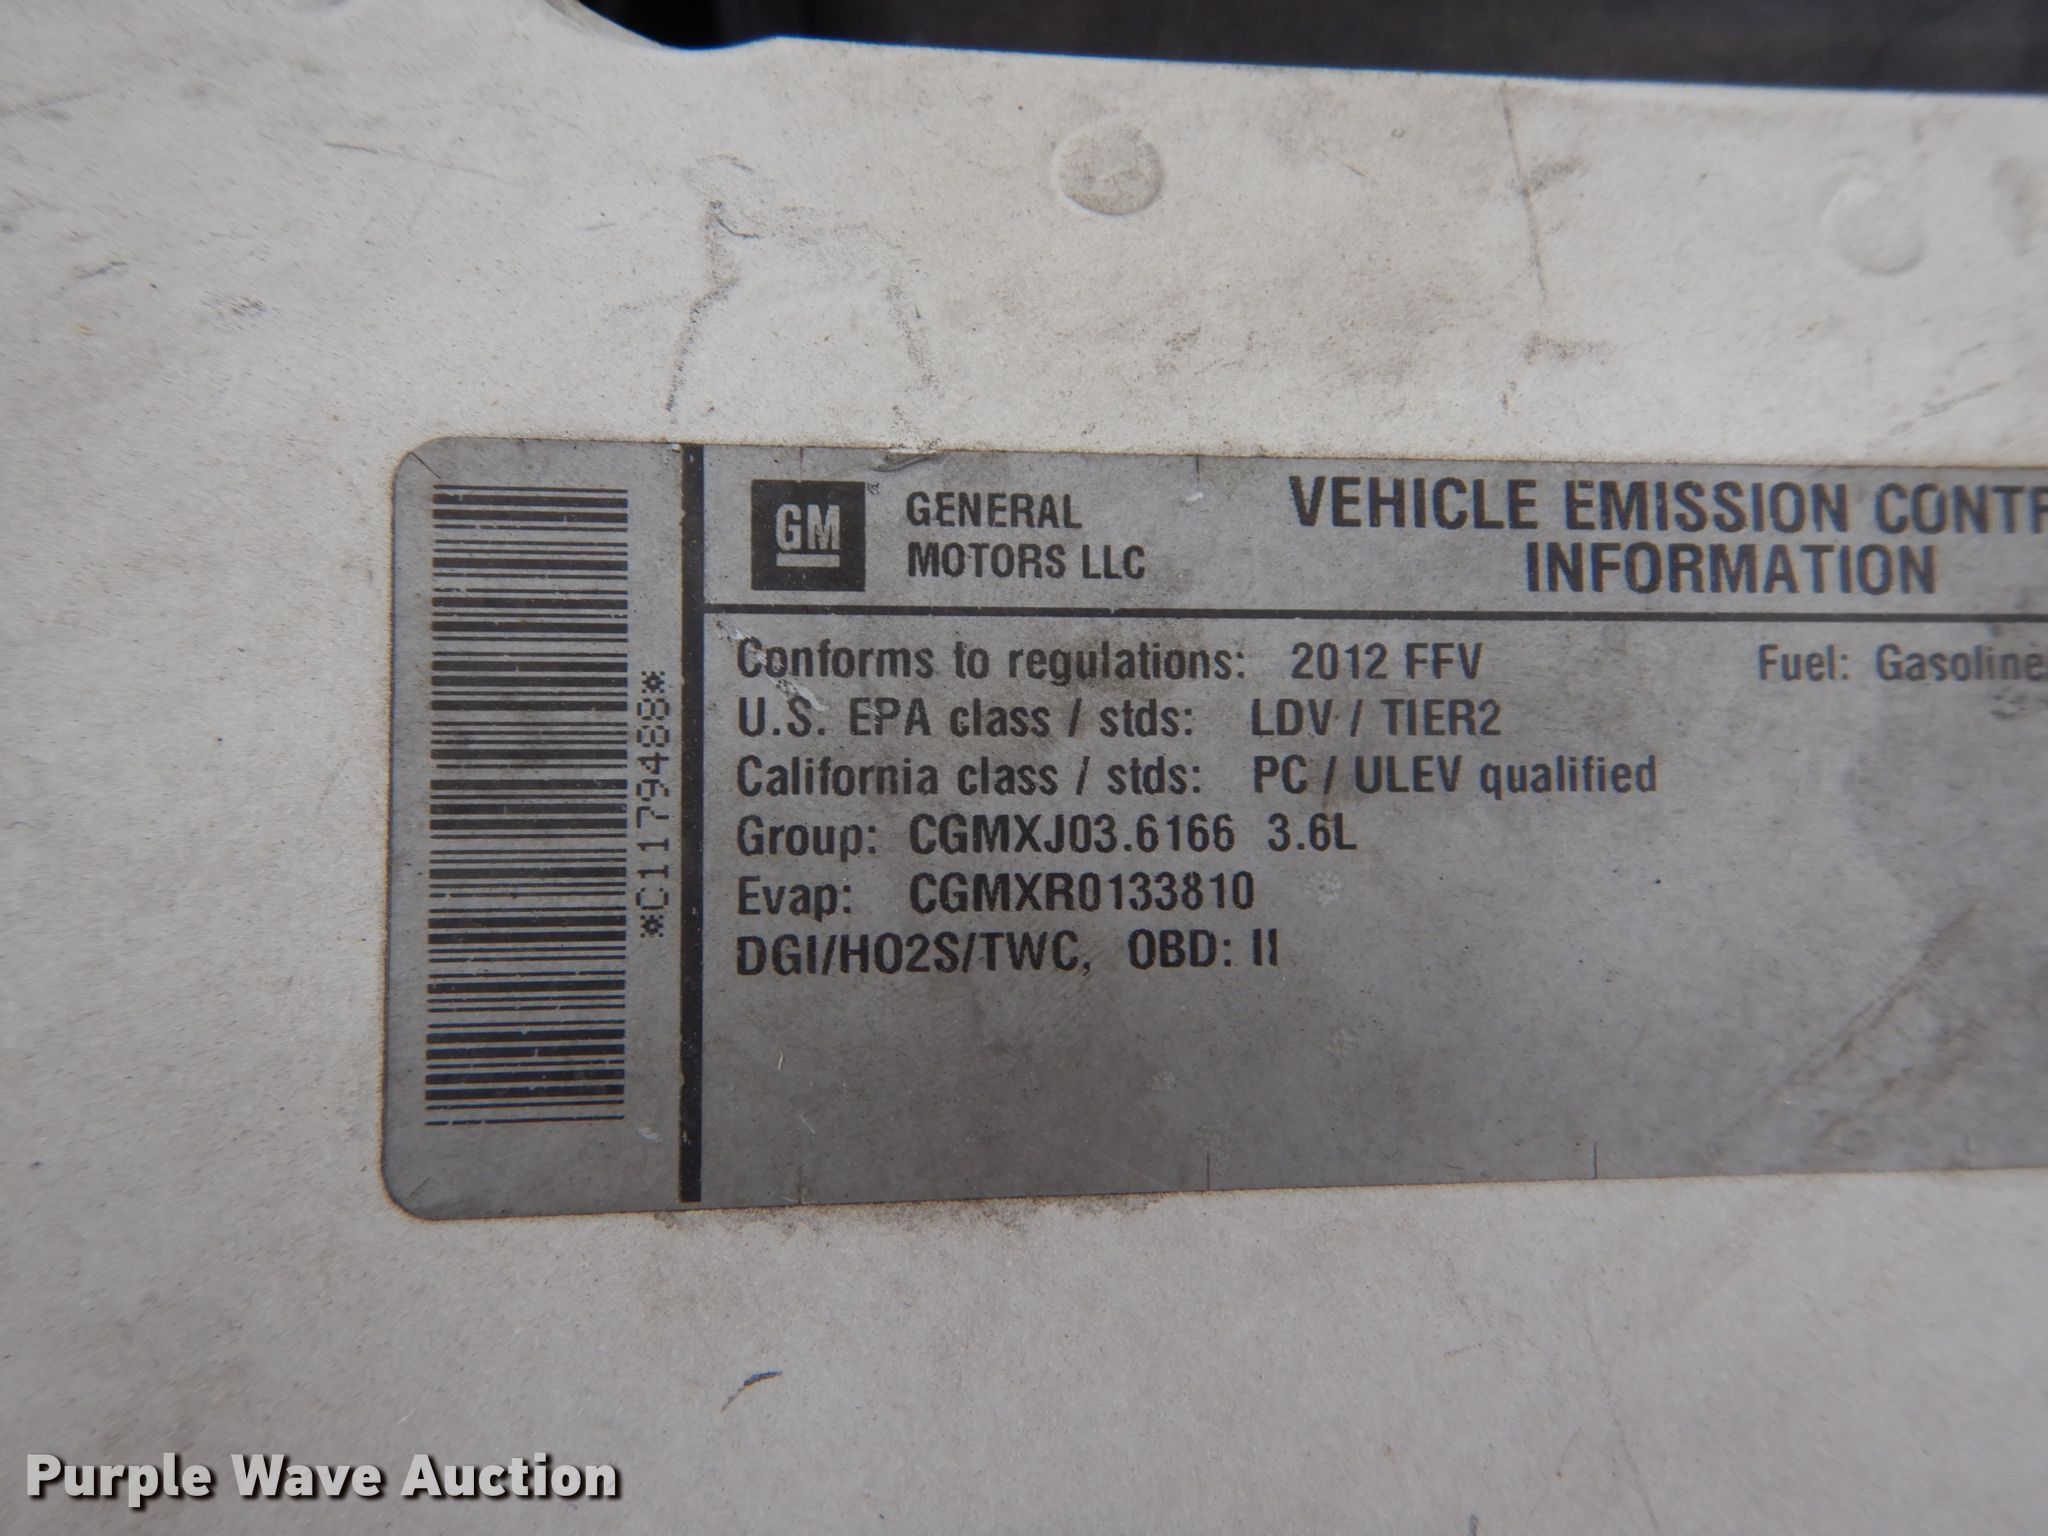 *C11794488*
GM
GENERAL
MOTORS LLC
VEHICLE EMISSION CONTR
INFORMATION
Conforms to regulations: 2012 FFV Fuel: Gasoline
U.S. EPA class / stds: LDV / TIER2
California class / stds: PC / ULEV qualified
Group: CGMXJ03.6166 3.6L
Evap: CGMXR0133810
DGI/HO2S/TWC, OBD: II
Purple Wave Auction